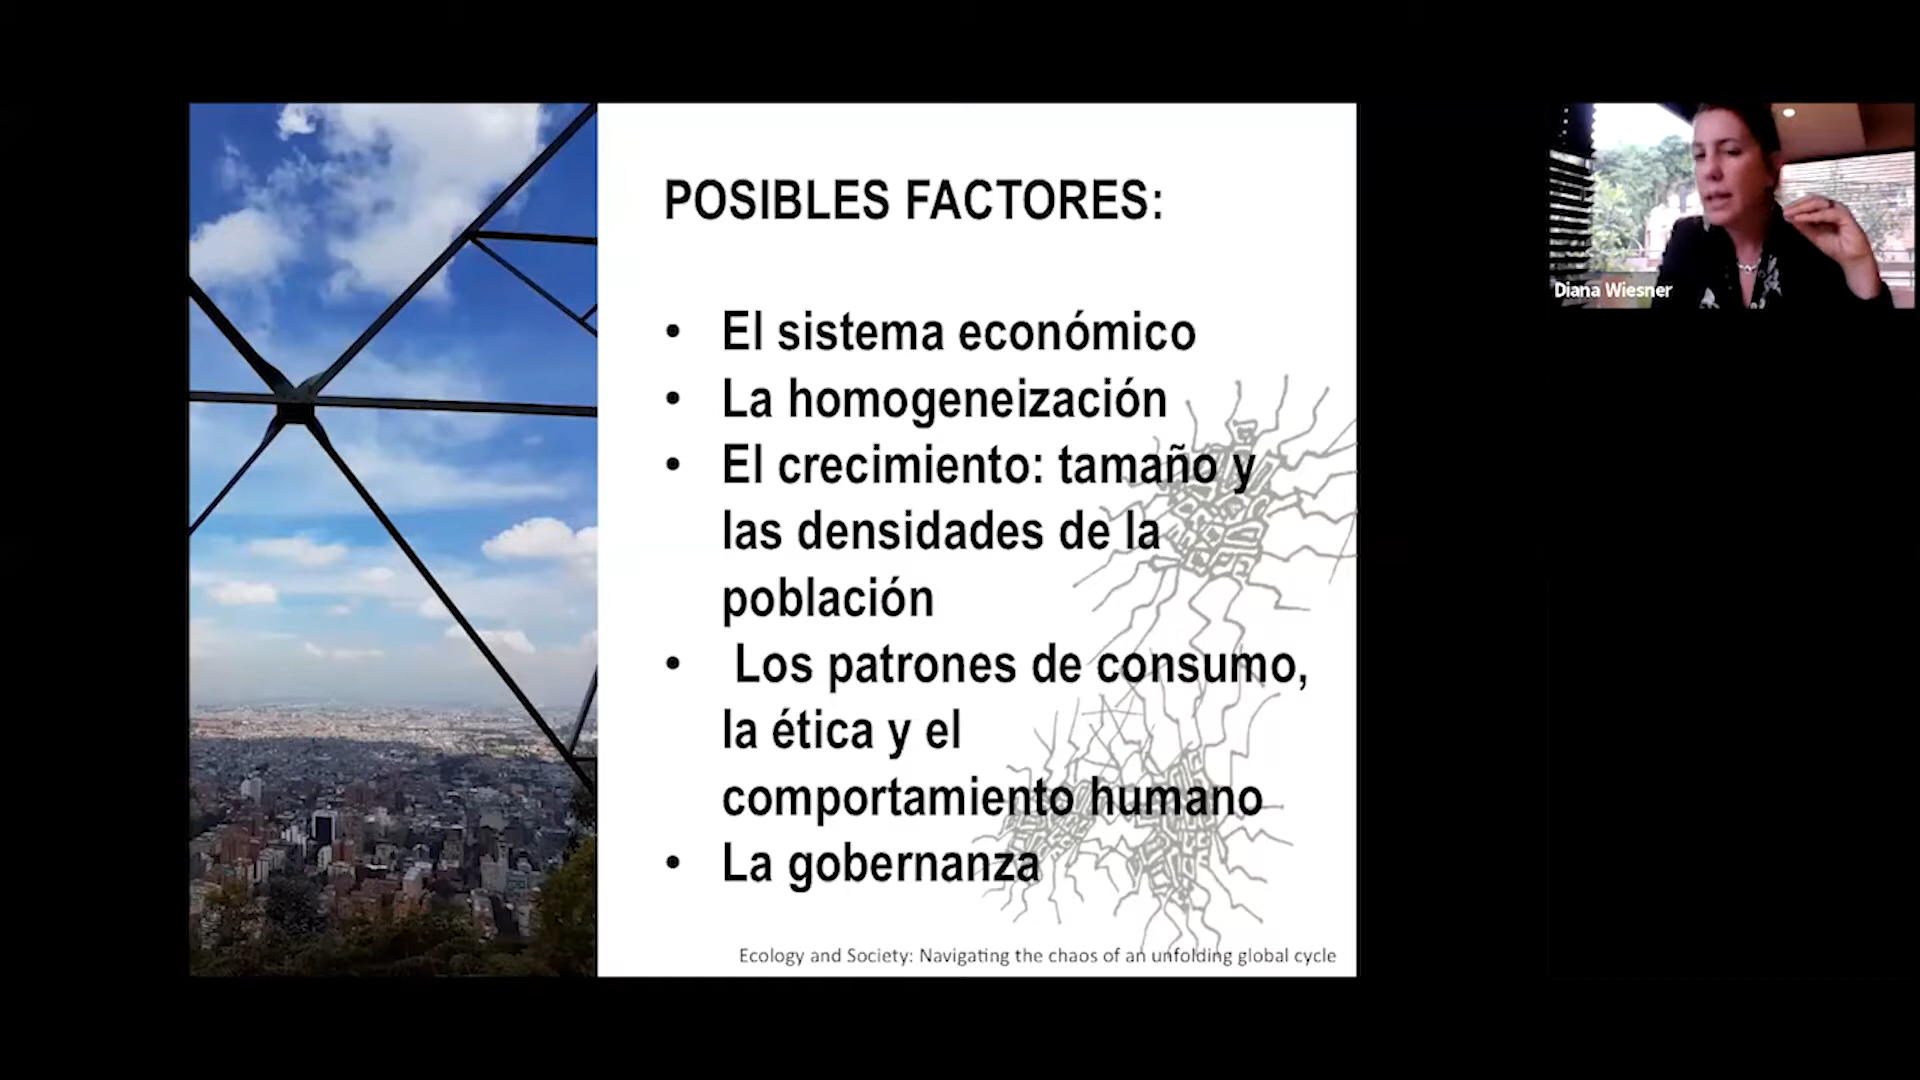 POSIBLES FACTORES:
• El sistema económico
• La homogeneización
• El crecimiento: tamaño y
las densidades de la
población
• Los patrones de consumo,
la ética y el
comportamiento humano
• La gobernanza
Ecology and Society: Navigating the chaos of an unfolding global cycle
Diana Wiesner